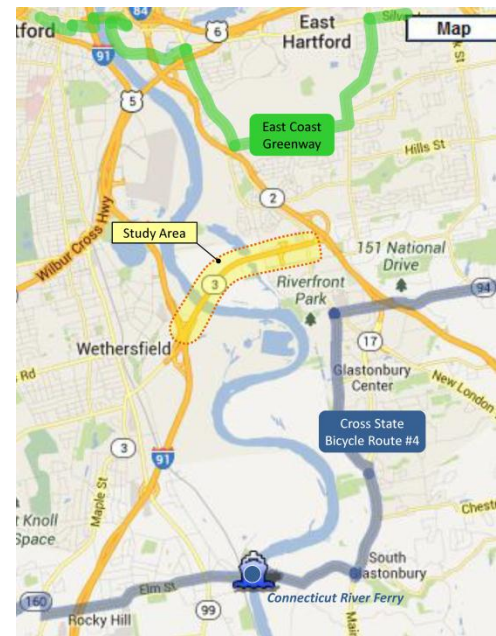 tford
84
6
East
Hartford
Silver
Map
91
5
East Coast
Greenway
Hills St
2
Study Area
Wilbur Cross Hwy
151 National
Drive
3
Riverfront
Park
94
Wethersfield
17
Glastonbury
Center
New London
s Rd
Cross State
Bicycle Route #4
3
91
Maple St
t Knoll
Space
Chest
South
Glastonbury
Elm St
Connecticut River Ferry
160
99
Rocky Hill
Main